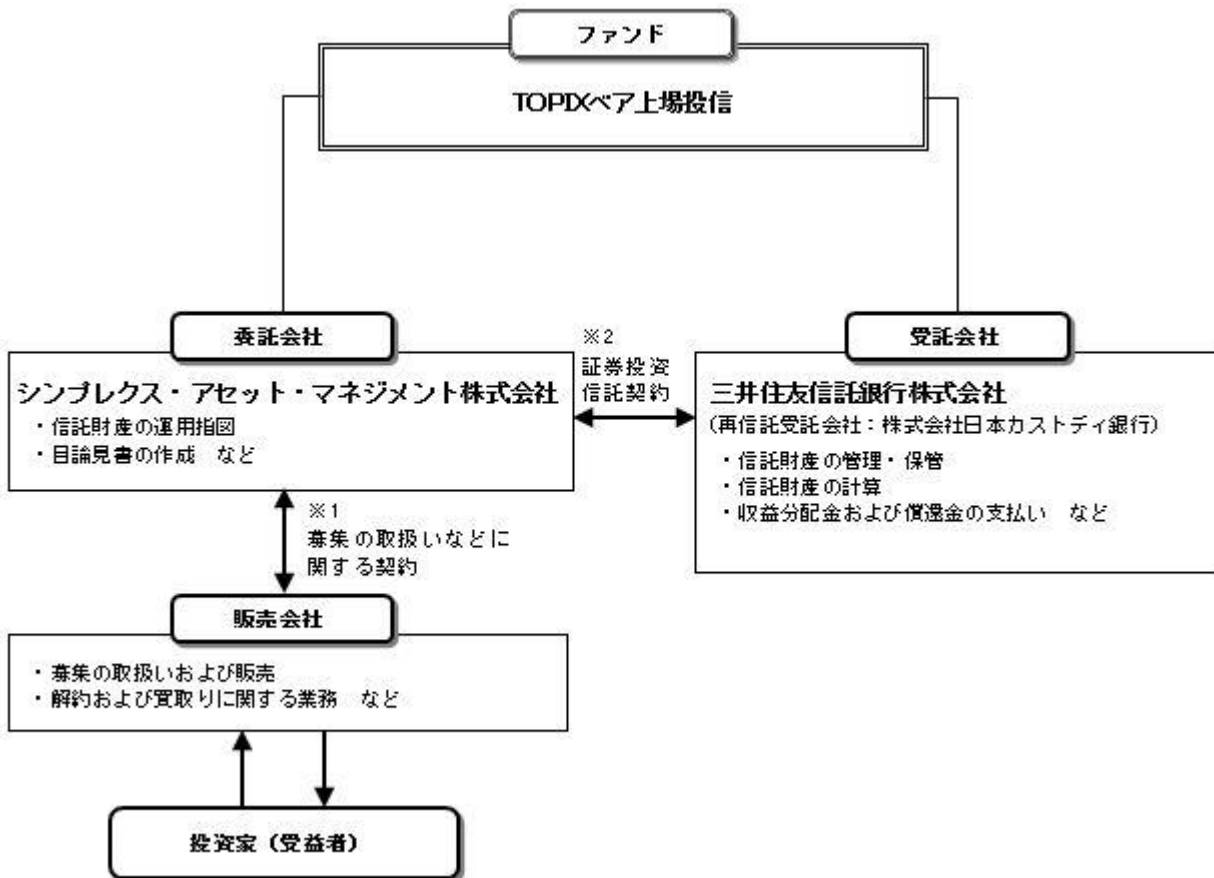 ファンド
TOPIXベア上場投信
委託会社
シンプレクス・アセット・マネジメント株式会社
・信託財産の運用指図
・目論見書の作成　など
※2
証券投資
信託契約
受託会社
三井住友信託銀行株式会社
(再信託受託会社：株式会社日本カストディ銀行)
・信託財産の管理・保管
・信託財産の計算
・収益分配金および償還金の支払い　など
※1
募集の取扱いなどに
関する契約
販売会社
・募集の取扱いおよび販売
・解約および買取りに関する業務　など
投資家（受益者）